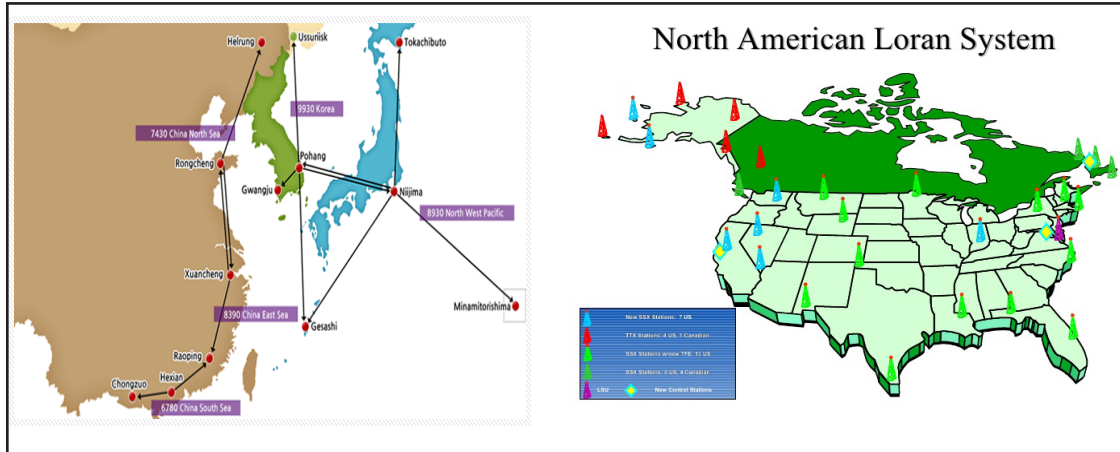 Helrung
Ussuriisk
Tokachibuto
9930 Korea
7430 China North Sea
Rongcheng
Pohang
Gwangju
Niijima
8930 North West Pacific
Xuancheng
8390 China East Sea
Gesashi
Minamitorishima
Raoping
Chongzuo
Hexian
6780 China South Sea
North American Loran System
New SSX Stations: 7 US
TTX Stations: 4 US, 1 Canadian
SSX Stations w/new TFE: 13 US
SSX Stations: 3 US, 4 Canadian
LSU New Control Stations